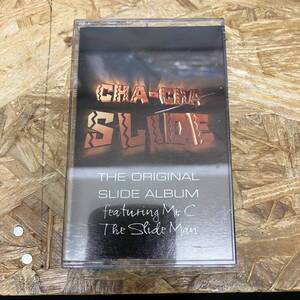 CHA-CHA
SLIDE
THE ORIGINAL
SLIDE ALBUM
featuring Mr. C
The Slide Man